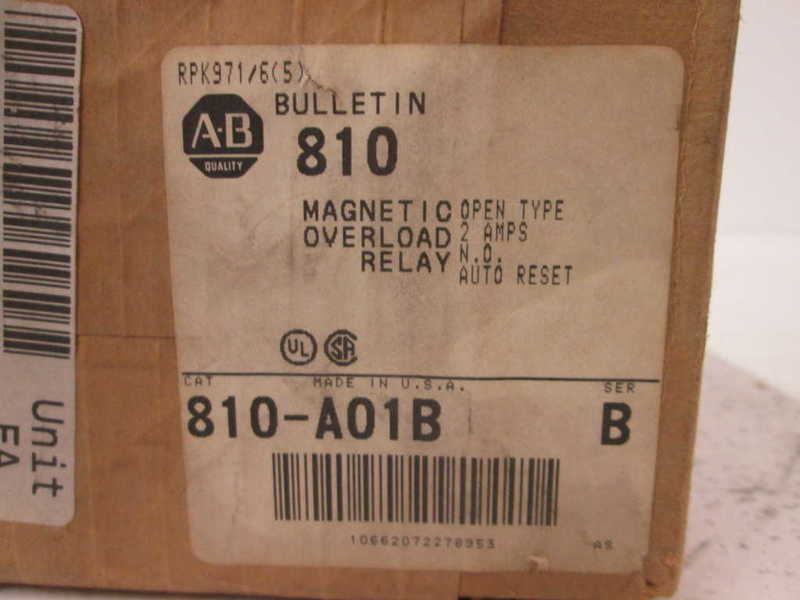 RPK971/6(5)
BULLETIN
A-B
QUALITY
810
MAGNETIC OPEN TYPE
OVERLOAD 2 AMPS
RELAY N.O.
AUTO RESET
UL SA
CAT MADE IN U.S.A. SER
810-A01B B
10662072278953 AS
Unit
EA